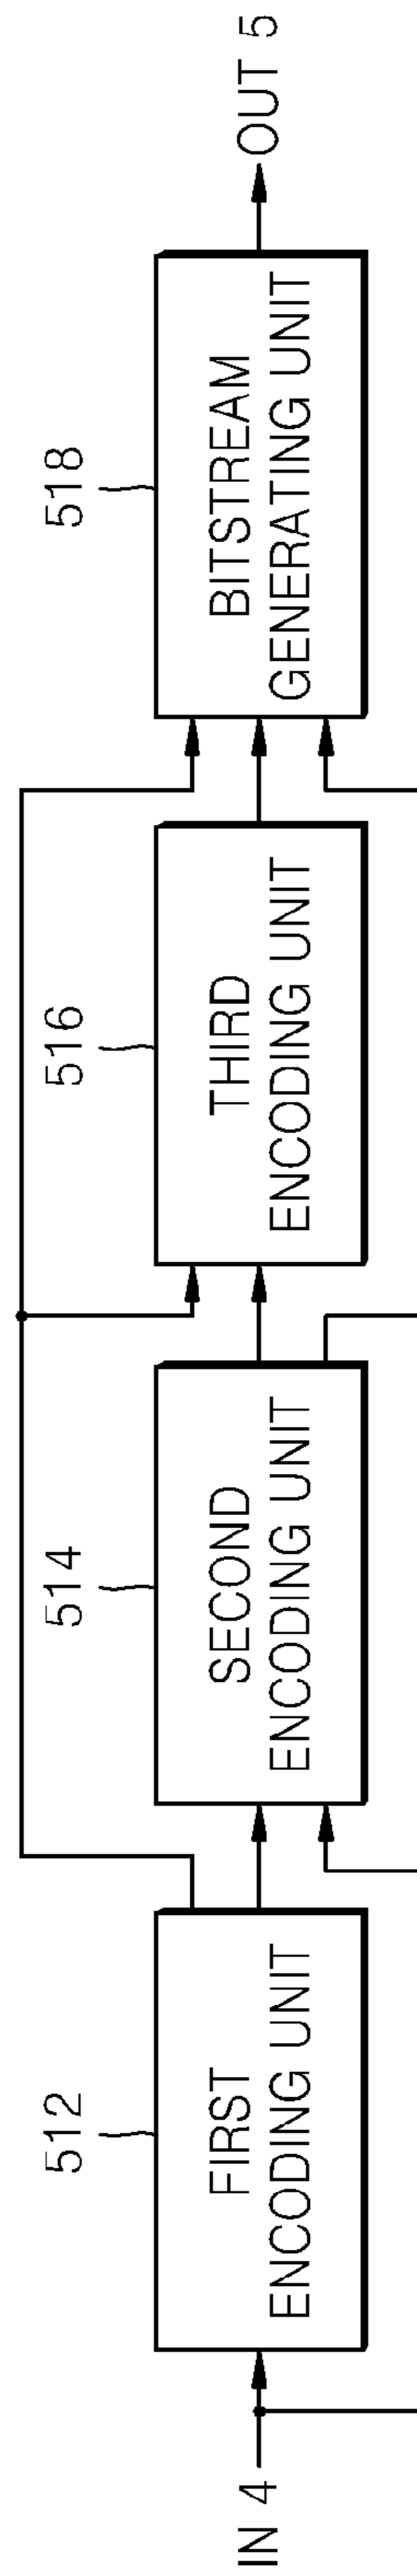 IN 4
512
FIRST
ENCODING UNIT
514
SECOND
ENCODING UNIT
516
THIRD
ENCODING UNIT
518
BITSTREAM
GENERATING UNIT
OUT 5